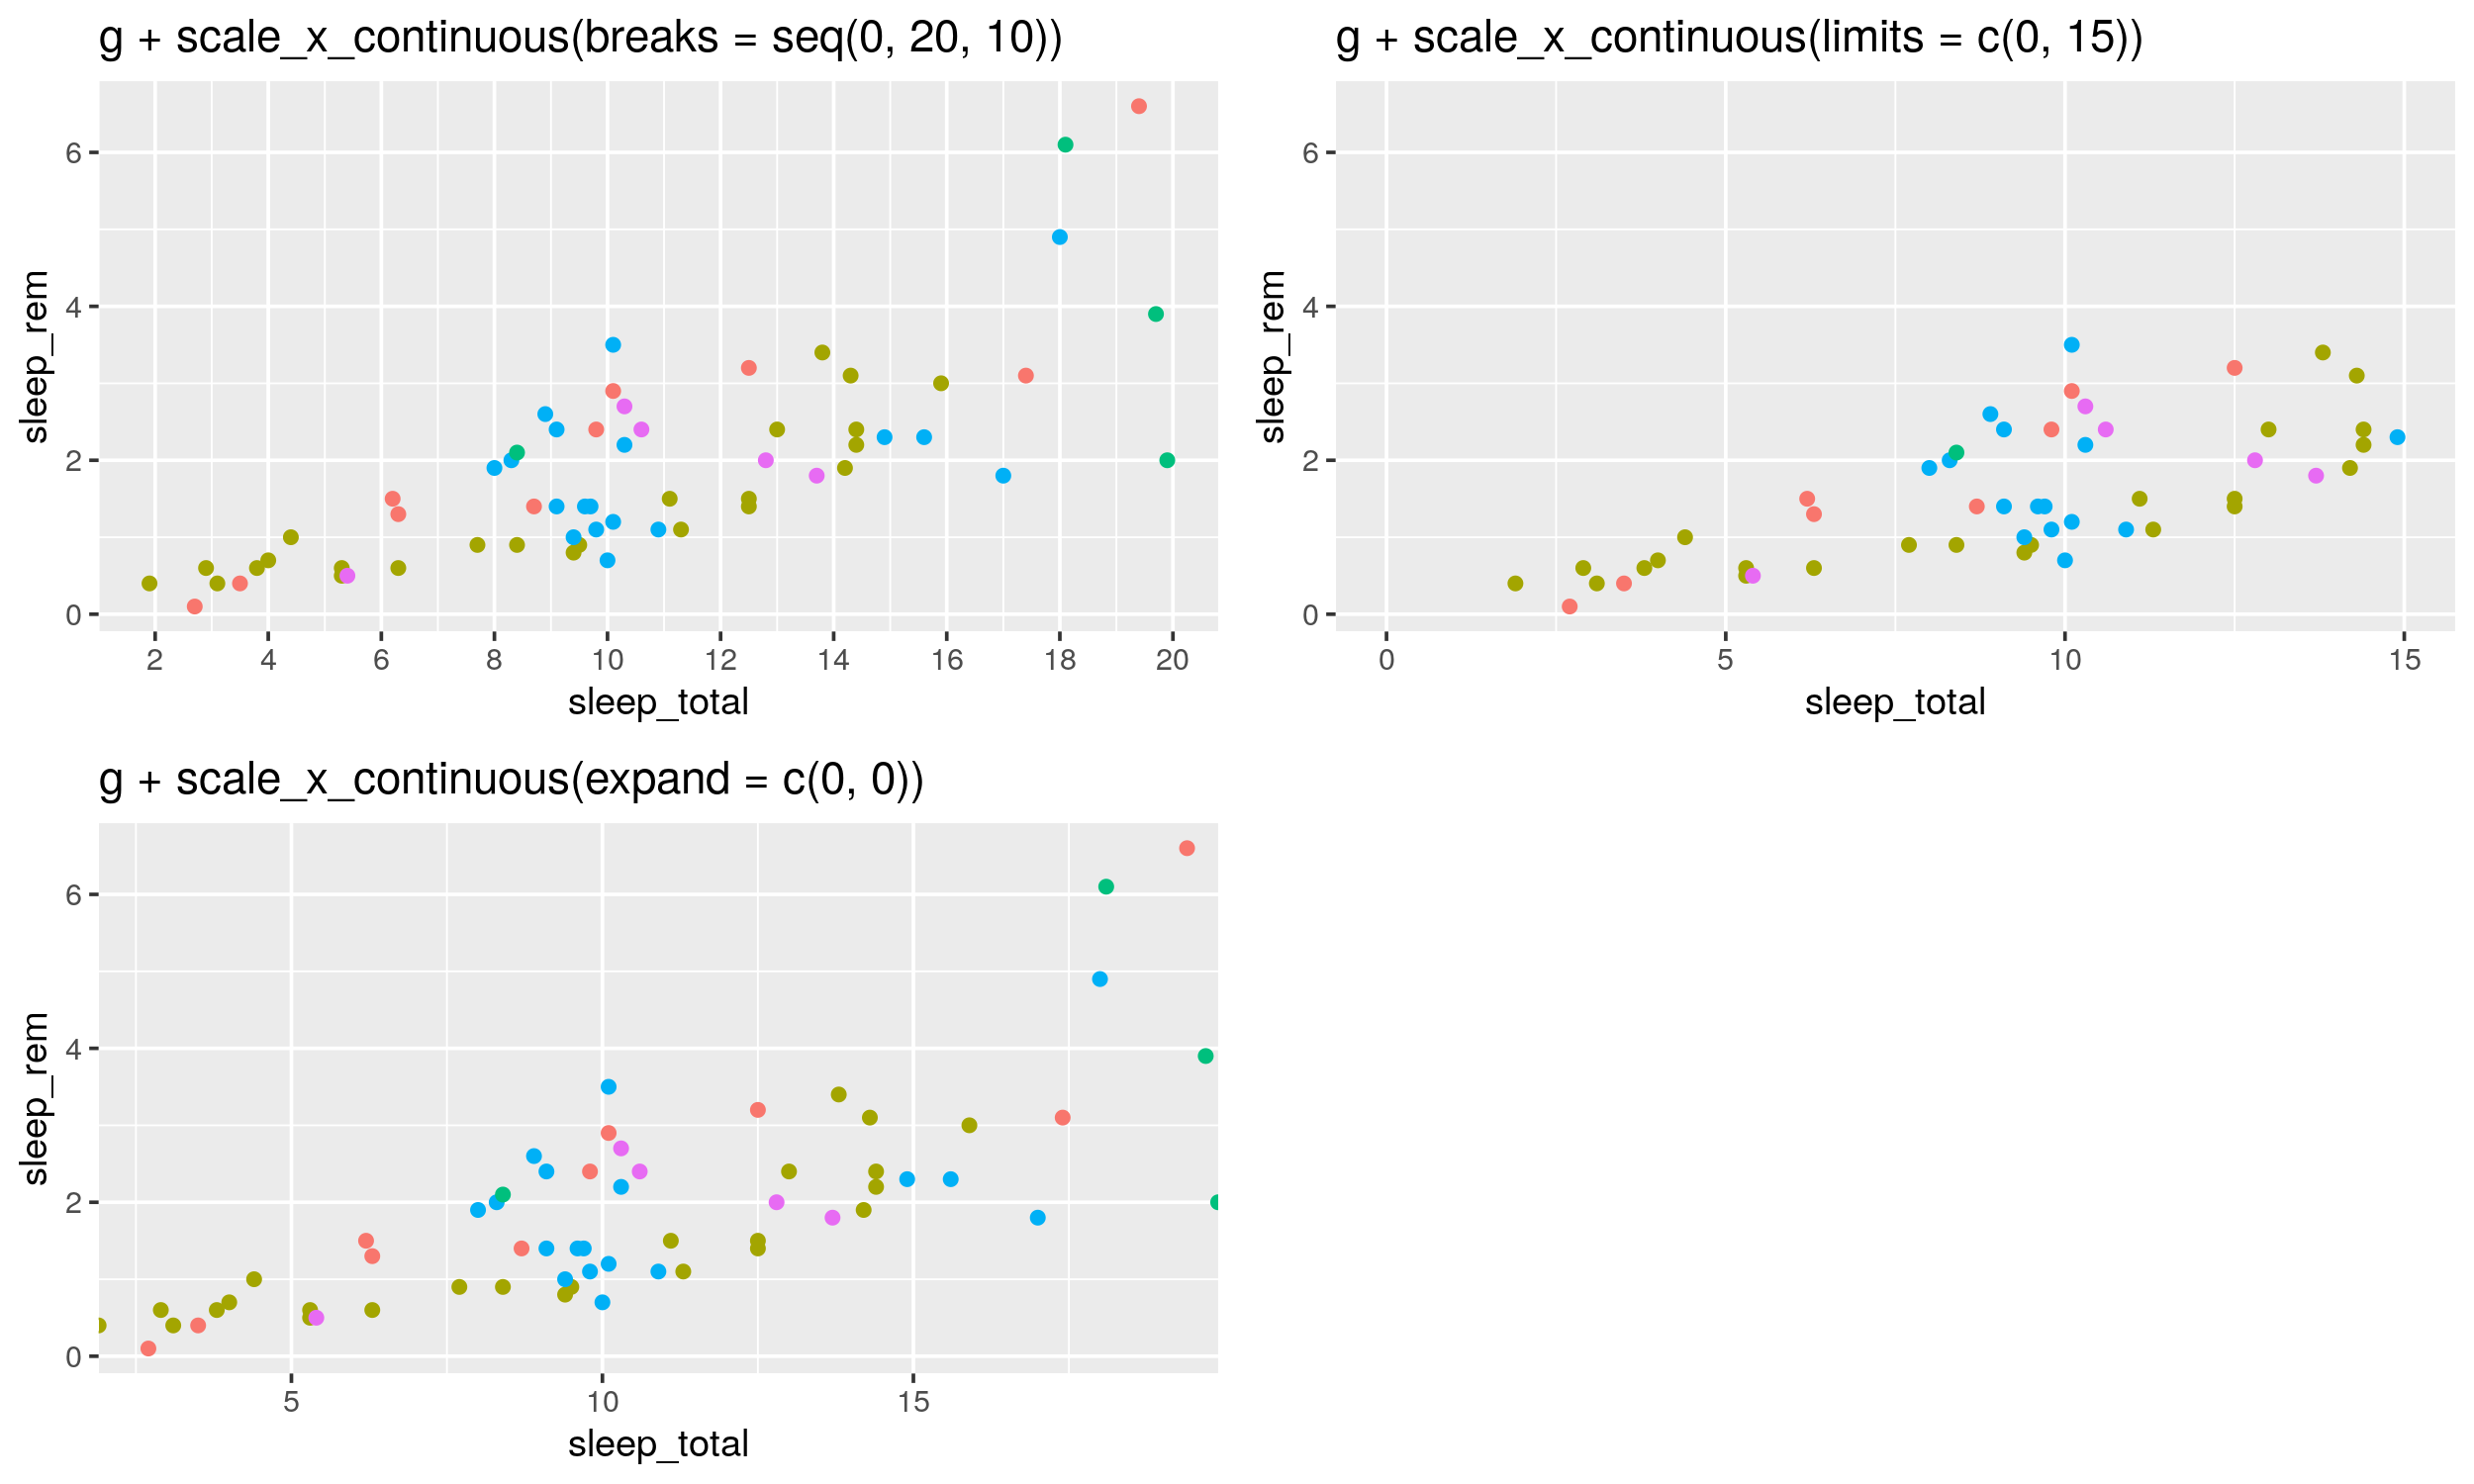 g + scale_x_continuous(breaks = seq(0, 20, 10))
6
4
2
0
sleep_rem
2 4 6 8 10 12 14 16 18 20
sleep_total
g + scale_x_continuous(limits = c(0, 15))
6
4
2
0
sleep_rem
0 5 10 15
sleep_total
g + scale_x_continuous(expand = c(0, 0))
6
4
2
0
sleep_rem
5 10 15
sleep_total